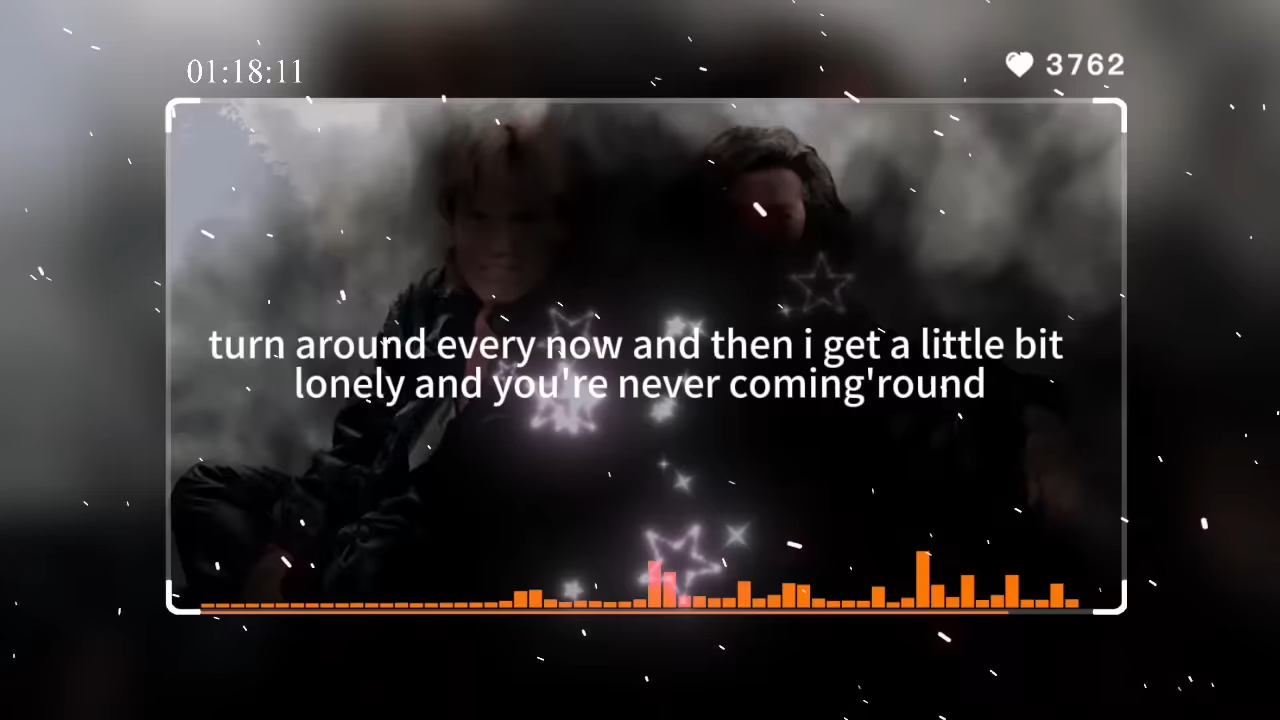 01:18:11
3762
turn around every now and then i get a little bit
lonely and you're never coming'round